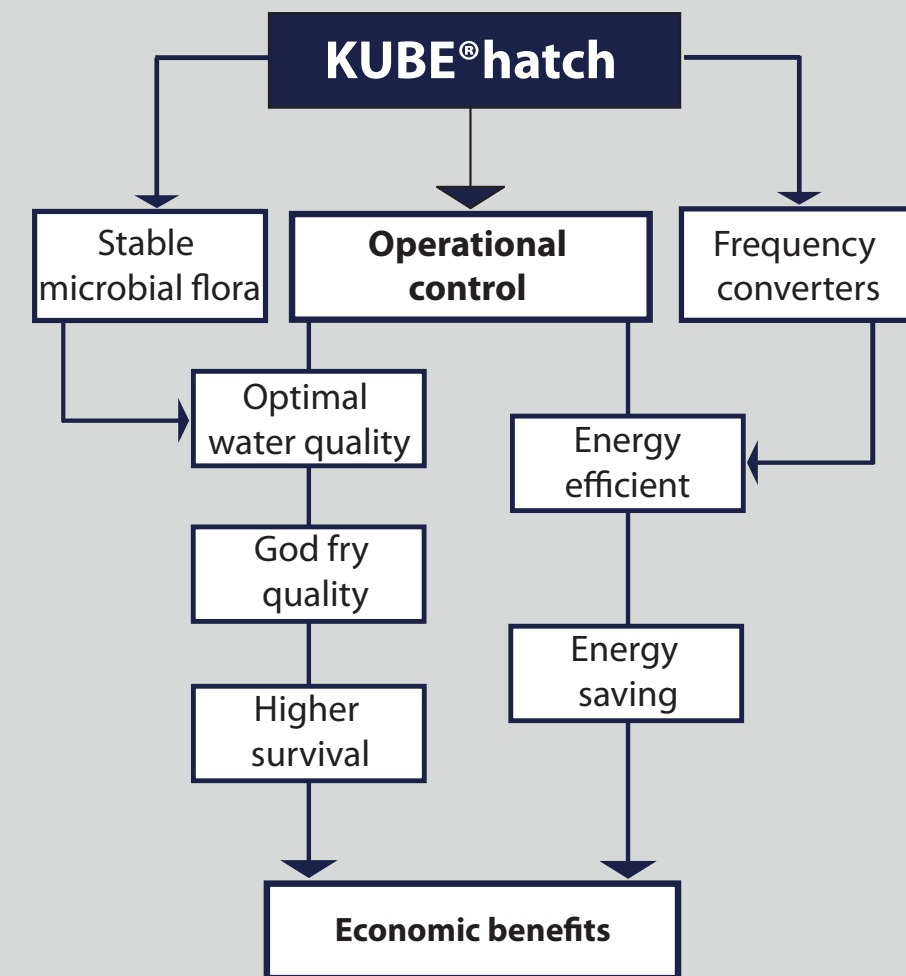 KUBE®hatch
Stable
microbial flora
Operational
control
Frequency
converters
Optimal
water quality
Energy
efficient
God fry
quality
Energy
saving
Higher
survival
Economic benefits